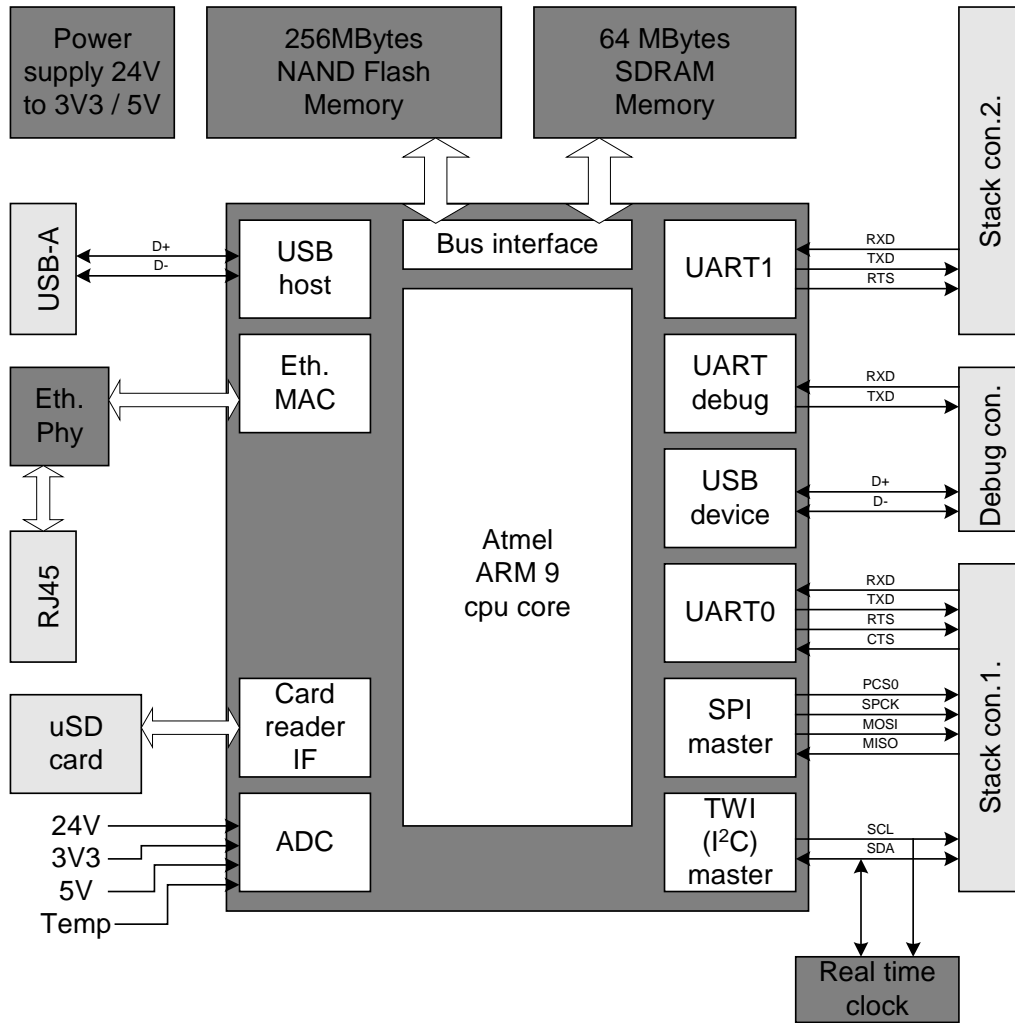 Power
supply 24V
to 3V3 / 5V
256MBytes
NAND Flash
Memory
64 MBytes
SDRAM
Memory
Stack con.2.
USB-A
D+
D-
USB
host
Bus interface
UART1
RXD
TXD
RTS
Eth.
Phy
Eth.
MAC
UART
debug
RXD
TXD
Debug con.
USB
device
D+
D-
RJ45
Atmel
ARM 9
cpu core
UART0
RXD
TXD
RTS
CTS
Stack con.1.
uSD
card
Card
reader
IF
SPI
master
PCS0
SPCK
MOSI
MISO
24V
3V3
5V
Temp
ADC
TWI
(I²C)
master
SCL
SDA
Real time
clock